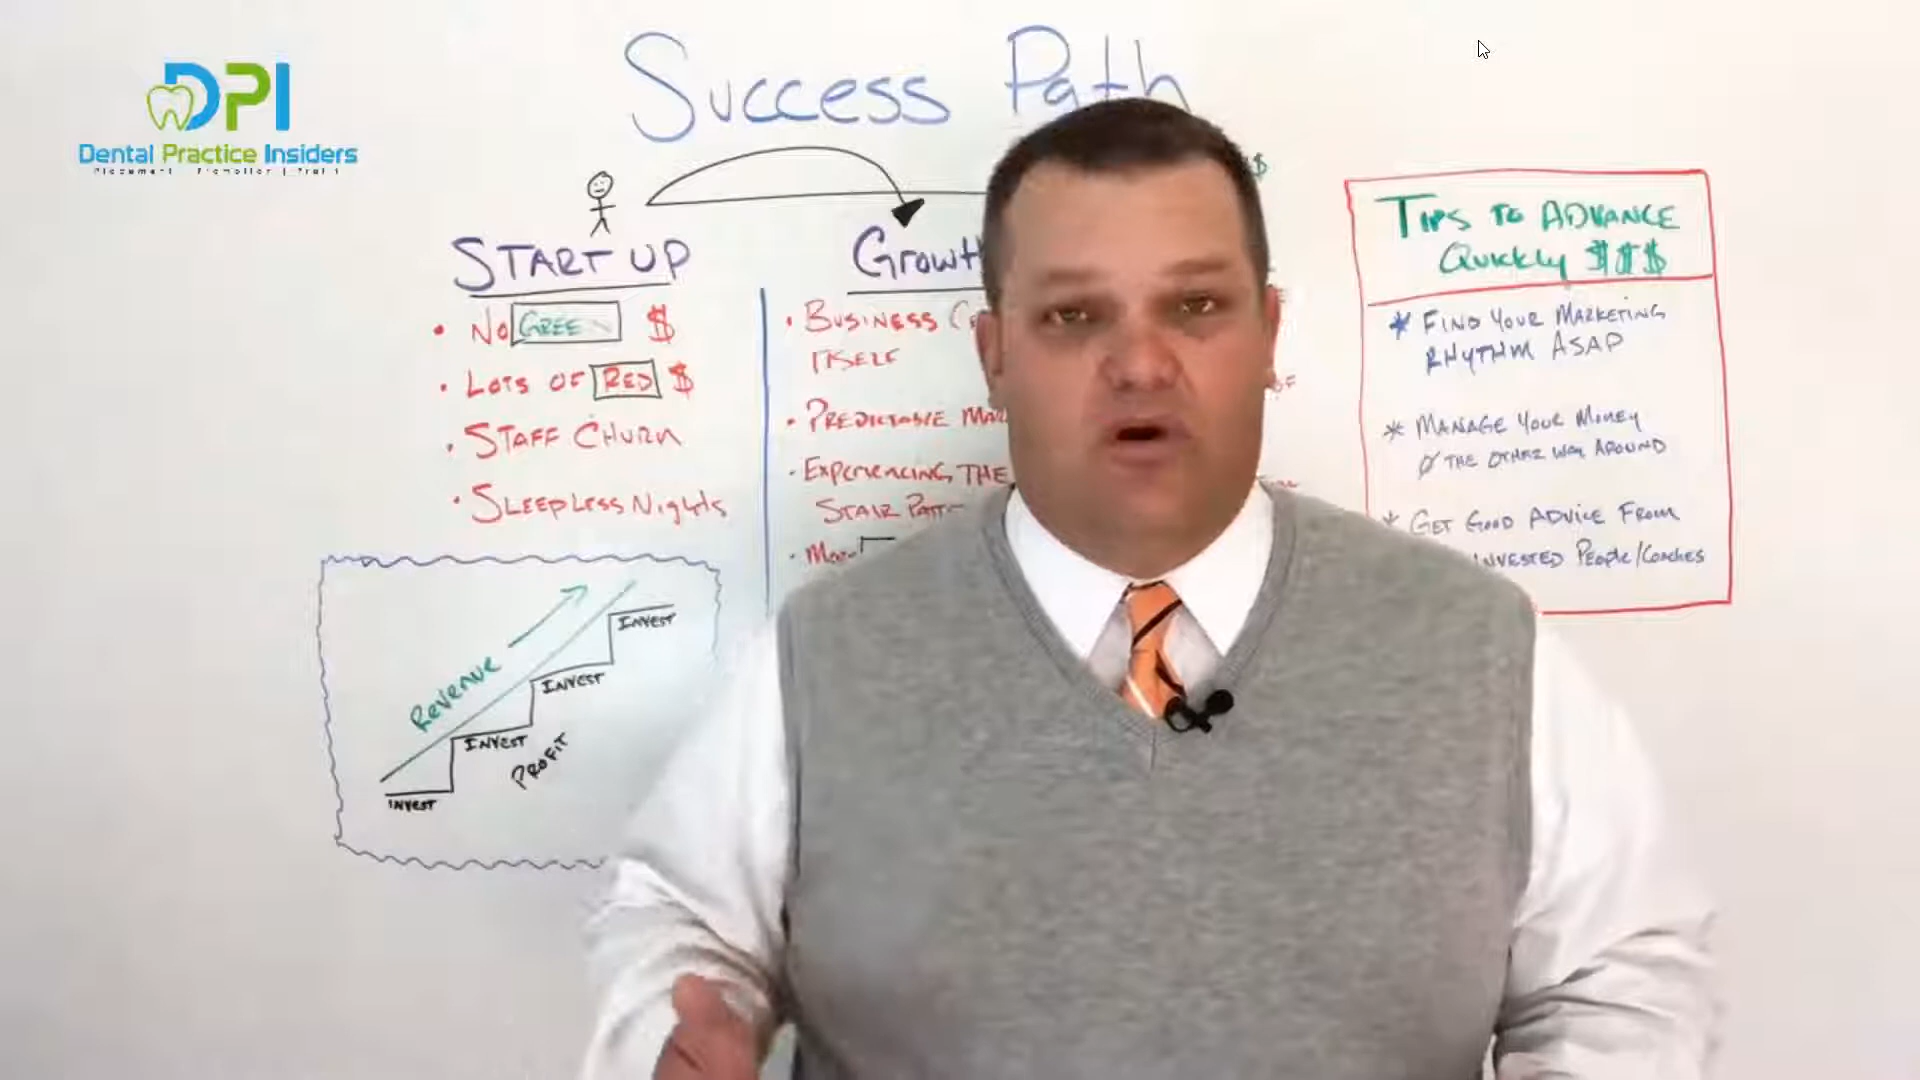 DPI
Dental Practice Insiders
Success Path
$
START UP
• No GREEN $
• LOTS OF RED $
• STAFF CHURN
• SLEEPLESS NIGHTS
Growth
• BUSINESS
ITSELF
• PREDICTABLE
• EXPERIENCING THE
STAIR
OF
TIPS TO ADVANCE
QUICKLY $$$
* FIND YOUR MARKETING
RHYTHM ASAP
* MANAGE YOUR MONEY
THE OTHER WAY AROUND
* GET GOOD ADVICE FROM
INVESTED PEOPLE/COACHES
Revenue
INVEST
INVEST
INVEST
INVEST
PROFIT